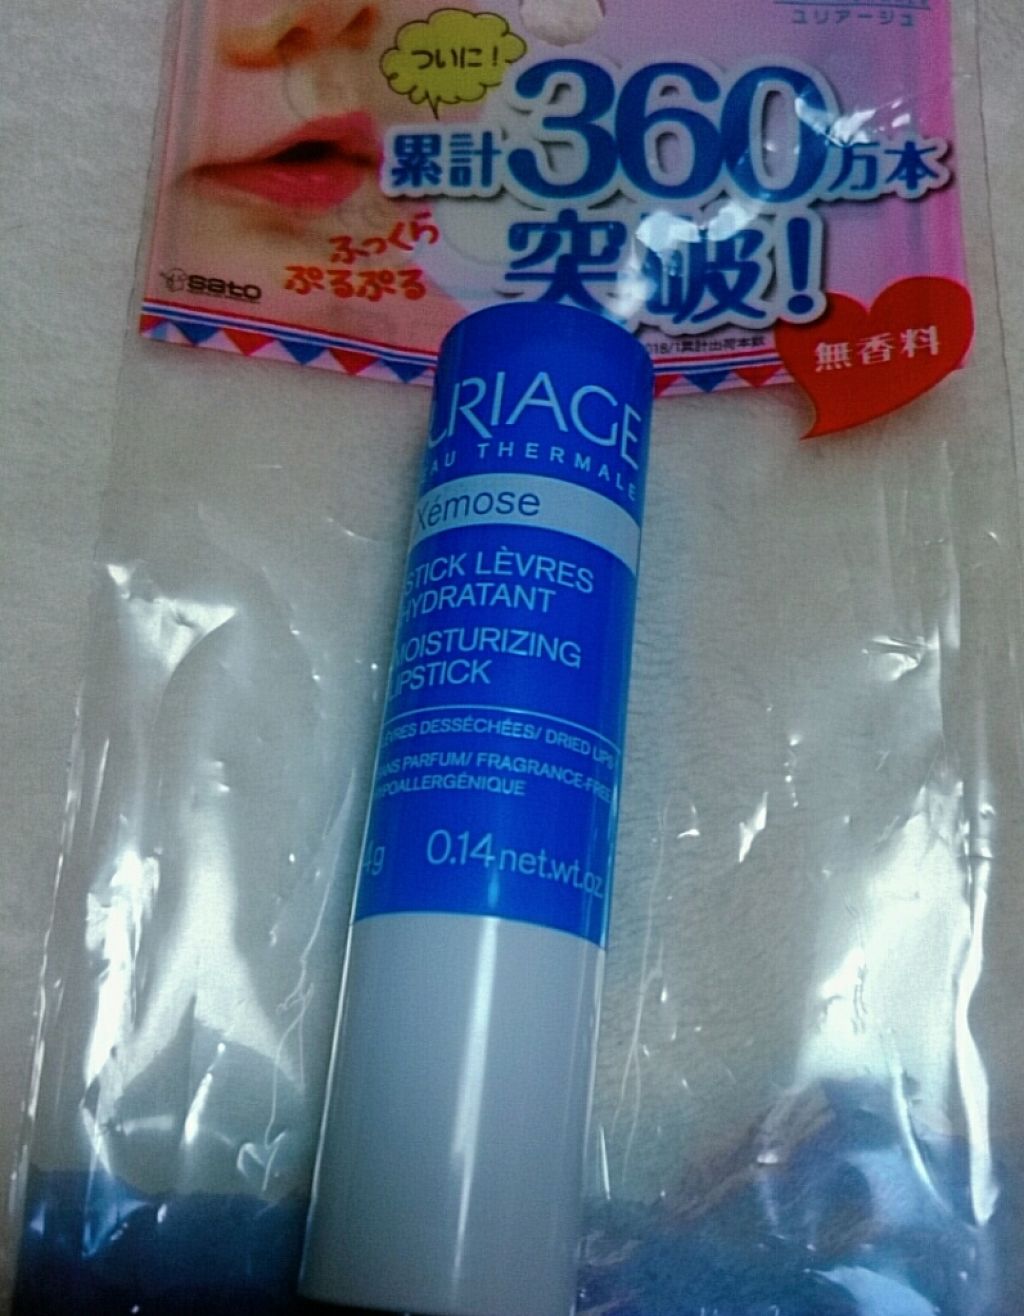 ユリアージュ
ついに!
累計360万本
突破!
ふっくら
ぷるぷる
sato
無香料
URIAGE
EAU THERMALE
Xémose
STICK LÈVRES
HYDRATANT
MOISTURIZING
LIPSTICK
LÈVRES DESSÉCHÉES/ DRIED LIPS
SANS PARFUM/ FRAGRANCE-FREE
HYPOALLERGÉNIQUE
4g 0.14 net.wt.oz.